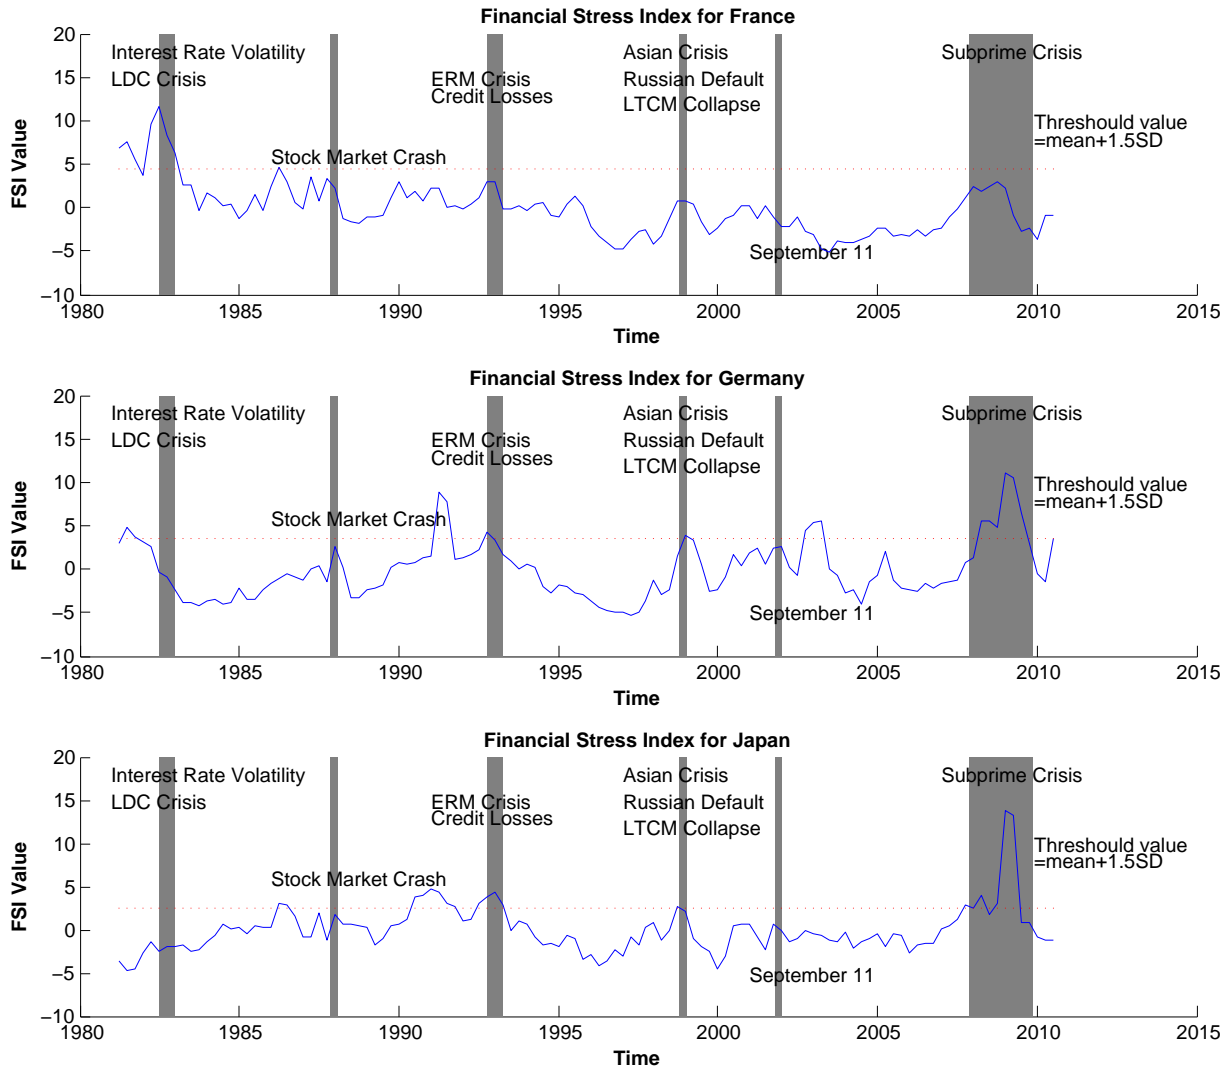 Financial Stress Index for France
20
15
10
5
0
−5
−10
FSI Value
Interest Rate Volatility
LDC Crisis
Stock Market Crash
ERM Crisis
Credit Losses
Asian Crisis
Russian Default
LTCM Collapse
September 11
Subprime Crisis
Threshould value
=mean+1.5SD
1980 1985 1990 1995 2000 2005 2010 2015
Time
Financial Stress Index for Germany
20
15
10
5
0
−5
−10
FSI Value
Interest Rate Volatility
LDC Crisis
Stock Market Crash
ERM Crisis
Credit Losses
Asian Crisis
Russian Default
LTCM Collapse
September 11
Subprime Crisis
Threshould value
=mean+1.5SD
1980 1985 1990 1995 2000 2005 2010 2015
Time
Financial Stress Index for Japan
20
15
10
5
0
−5
−10
FSI Value
Interest Rate Volatility
LDC Crisis
Stock Market Crash
ERM Crisis
Credit Losses
Asian Crisis
Russian Default
LTCM Collapse
September 11
Subprime Crisis
Threshould value
=mean+1.5SD
1980 1985 1990 1995 2000 2005 2010 2015
Time